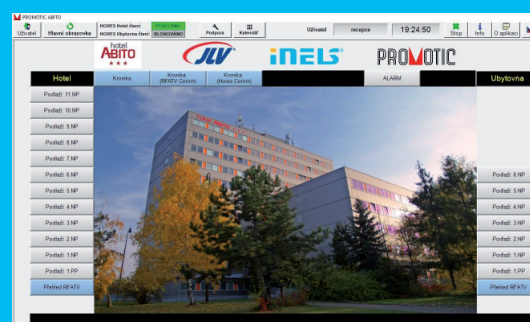 PROMOTIC ABITO
Uživatel
Hlavní obrazovka
HORES Hotel čtení:
HORES Ubytovna čtení:
BLOKOVÁNO
Podpora
Kalendář
Uživatel
recepce
19:24:50
Stop
Info
O aplikaci
hotel
ABITO
JLV
iNELS
PROMOTIC
Hotel
Kronika
Kronika
(RFATV Comm)
Kronika
(Hores Comm)
ALARM
Ubytovna
Podlaží: 11.NP
Podlaží: 10.NP
Podlaží: 9.NP
Podlaží: 8.NP
Podlaží: 7.NP
Podlaží: 6.NP
Podlaží: 5.NP
Podlaží: 4.NP
Podlaží: 3.NP
Podlaží: 2.NP
Podlaží: 1.NP
Podlaží: 1.PP
Přehled RFATV
Podlaží: 6.NP
Podlaží: 5.NP
Podlaží: 4.NP
Podlaží: 3.NP
Podlaží: 2.NP
Podlaží: 1.NP
Podlaží: 1.PP
Přehled RFATV